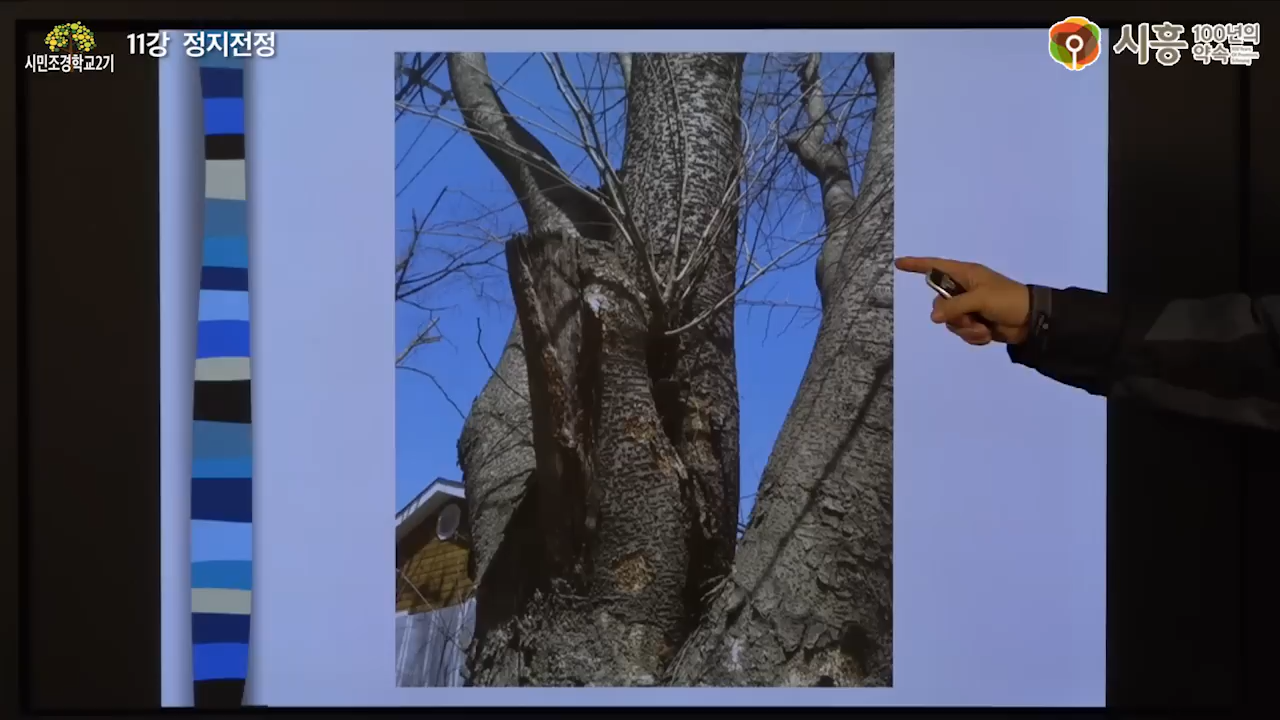 시민조경학교2기
11강 정지전정
시흥
100년의
약속